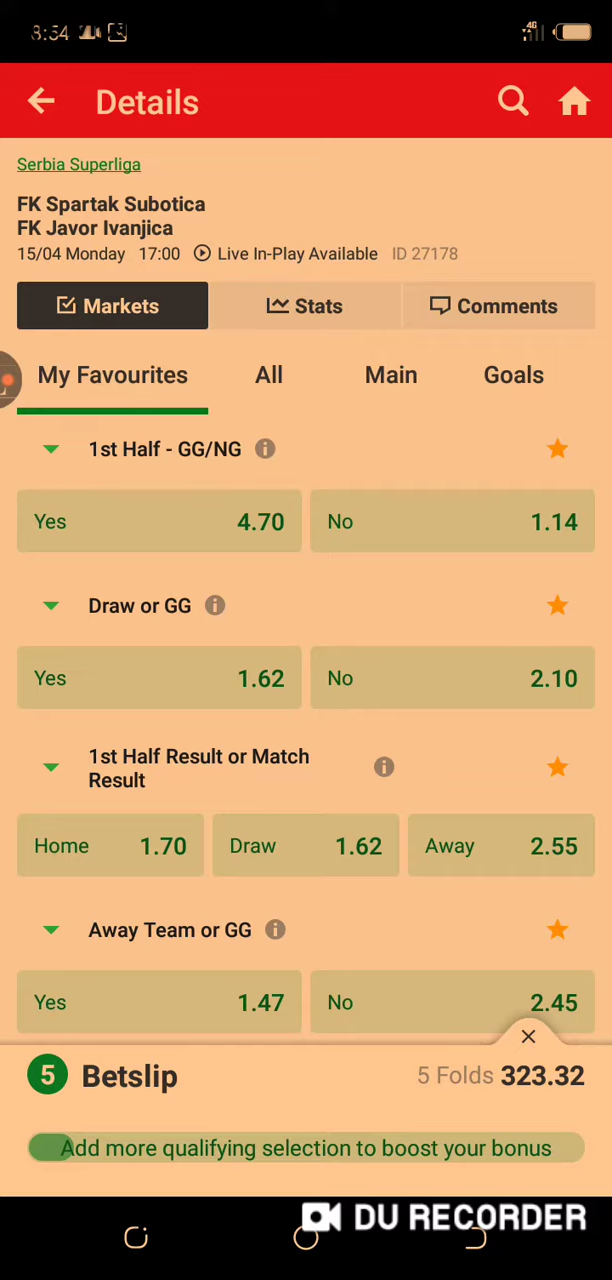 8:54
4G
Details
Serbia Superliga
FK Spartak Subotica
FK Javor Ivanjica
15/04 Monday 17:00 Live In-Play Available ID 27178
Markets Stats Comments
My Favourites All Main Goals
1st Half - GG/NG
Yes 4.70 No 1.14
Draw or GG
Yes 1.62 No 2.10
1st Half Result or Match
Result
Home 1.70 Draw 1.62 Away 2.55
Away Team or GG
Yes 1.47 No 2.45
5 Betslip 5 Folds 323.32
Add more qualifying selection to boost your bonus
DU RECORDER